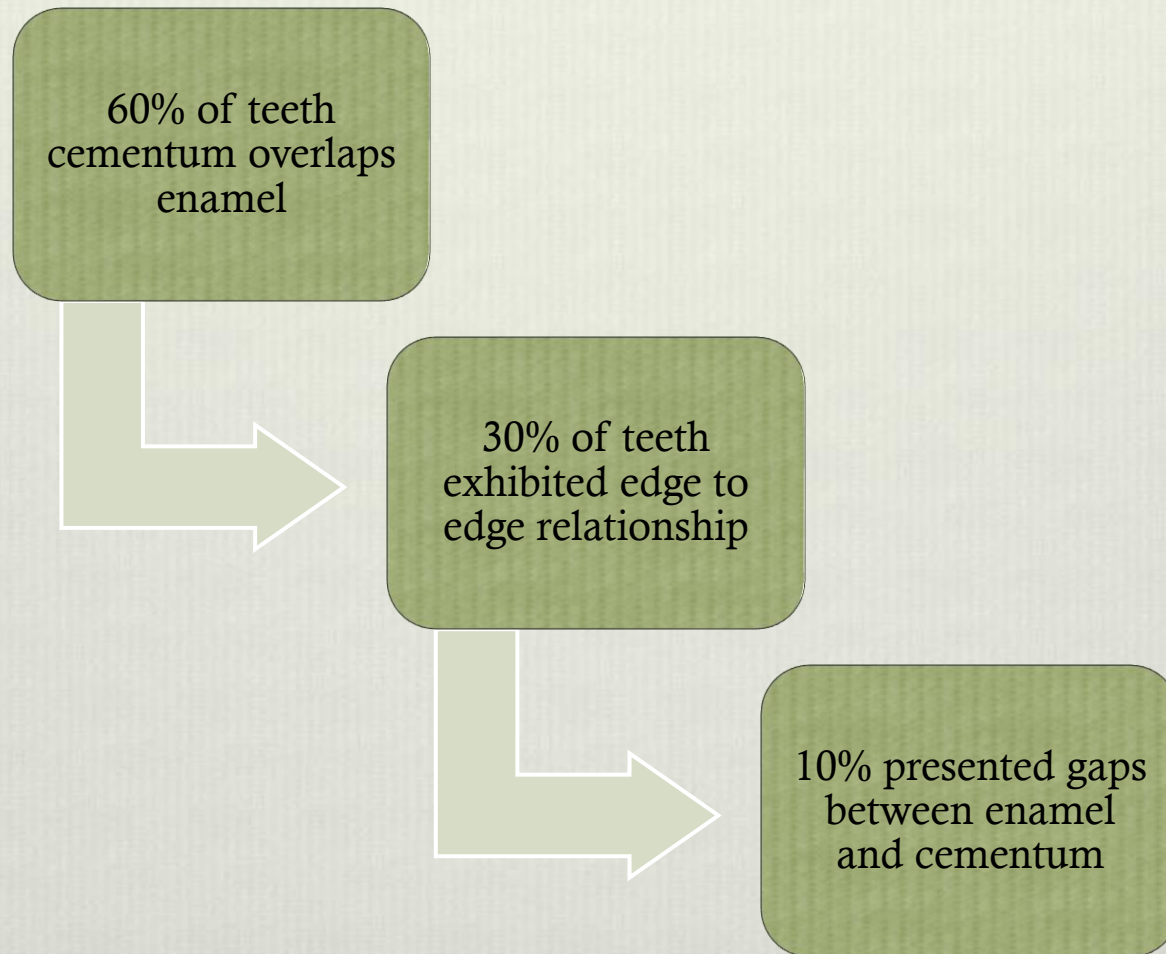 60% of teeth
cementum overlaps
enamel
30% of teeth
exhibited edge to
edge relationship
10% presented gaps
between enamel
and cementum